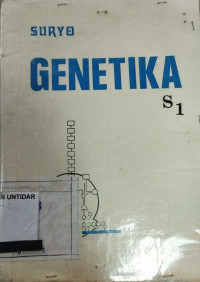 SURYO
GENETIKA
S1
N UNTIDAR